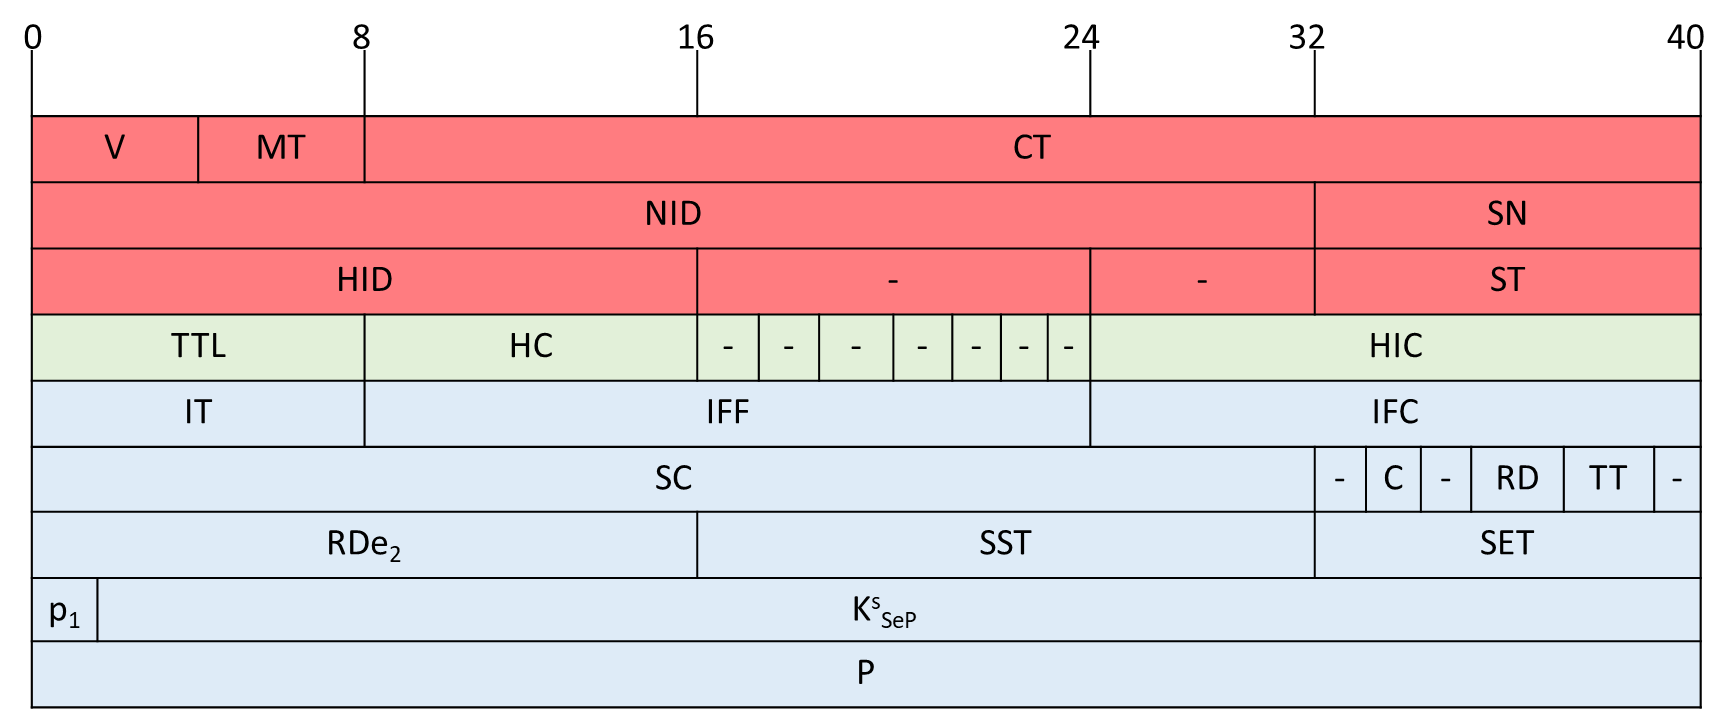 0 8 16 24 32 40
V MT CT
NID SN
HID - - ST
TTL HC - - - - - - - HIC
IT IFF IFC
SC - C - RD TT -
RDe₂ SST SET
p₁ Kˢ_SeP
P